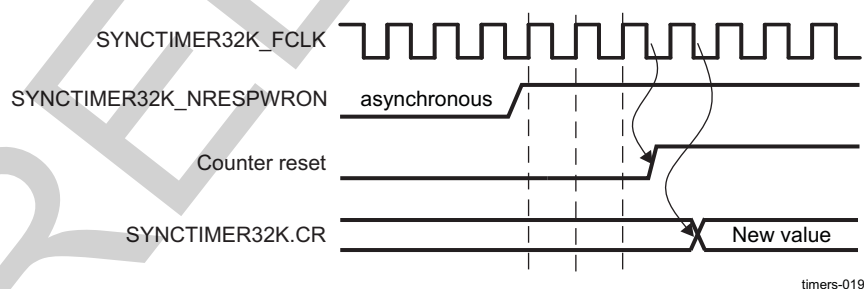 SYNCTIMER32K_FCLK
SYNCTIMER32K_NRESPWRON
asynchronous
Counter reset
SYNCTIMER32K.CR
New value
timers-019